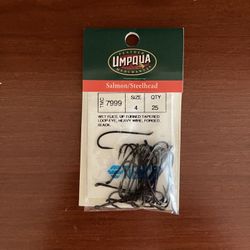 FEATHER
UMPQUA
MERCHANTS
Salmon/Steelhead
TMC 7999
SIZE 4
QTY 25
WET FLIES, UP TURNED TAPERED
LOOP EYE, HEAVY WIRE, FORGED,
BLACK.